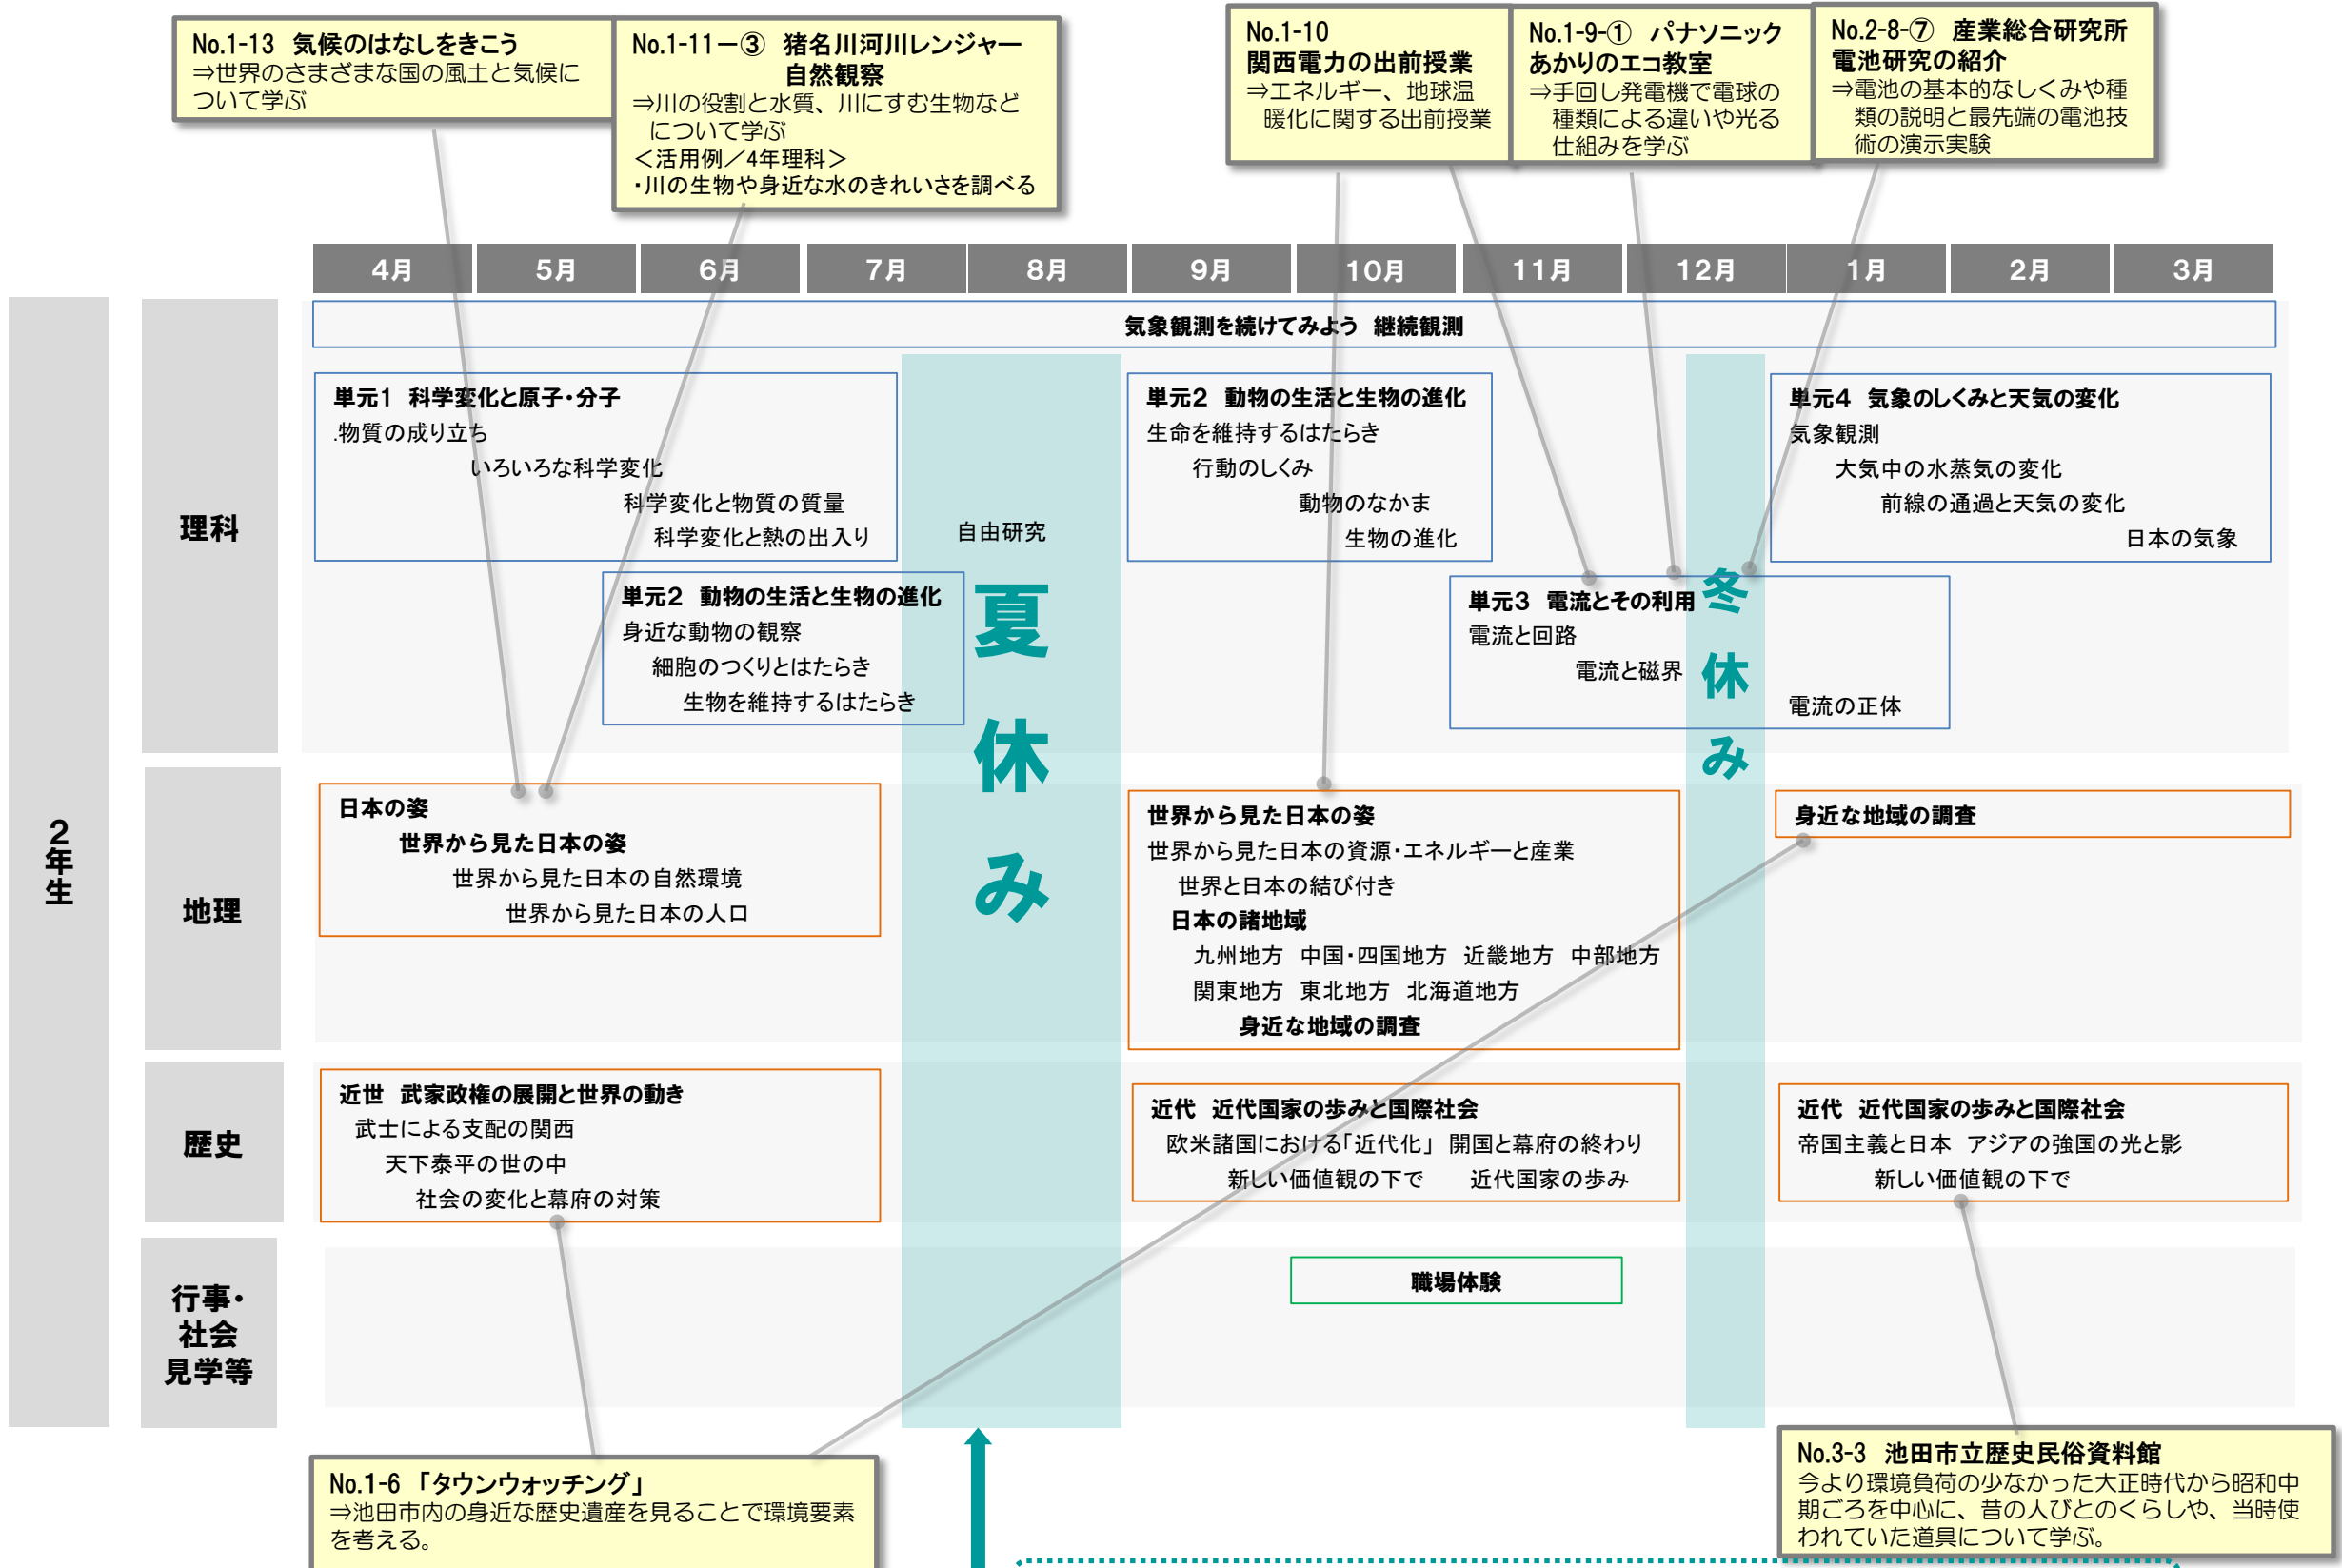 No.1-13 気候のはなしをきこう
⇒世界のさまざまな国の風土と気候に
ついて学ぶ
No.1-11－③ 猪名川河川レンジャー
自然観察
⇒川の役割と水質、川にすむ生物など
について学ぶ
＜活用例／4年理科＞
・川の生物や身近な水のきれいさを調べる
No.1-10
関西電力の出前授業
⇒エネルギー、地球温
暖化に関する出前授業
No.1-9-① パナソニック
あかりのエコ教室
⇒手回し発電機で電球の
種類による違いや光る
仕組みを学ぶ
No.2-8-⑦ 産業総合研究所
電池研究の紹介
⇒電池の基本的なしくみや種
類の説明と最先端の電池技
術の演示実験
4月 5月 6月 7月 8月 9月 10月 11月 12月 1月 2月 3月
2年生
理科
気象観測を続けてみよう 継続観測
単元1 科学変化と原子・分子
.物質の成り立ち
いろいろな科学変化
科学変化と物質の質量
科学変化と熱の出入り
単元2 動物の生活と生物の進化
身近な動物の観察
細胞のつくりとはたらき
生物を維持するはたらき
自由研究
夏休み
単元2 動物の生活と生物の進化
生命を維持するはたらき
行動のしくみ
動物のなかま
生物の進化
単元3 電流とその利用
電流と回路
電流と磁界
電流の正体
冬休み
単元4 気象のしくみと天気の変化
気象観測
大気中の水蒸気の変化
前線の通過と天気の変化
日本の気象
地理
日本の姿
世界から見た日本の姿
世界から見た日本の自然環境
世界から見た日本の人口
世界から見た日本の姿
世界から見た日本の資源・エネルギーと産業
世界と日本の結び付き
日本の諸地域
九州地方 中国・四国地方 近畿地方 中部地方
関東地方 東北地方 北海道地方
身近な地域の調査
身近な地域の調査
歴史
近世 武家政権の展開と世界の動き
武士による支配の関西
天下泰平の世の中
社会の変化と幕府の対策
近代 近代国家の歩みと国際社会
欧米諸国における「近代化」 開国と幕府の終わり
新しい価値観の下で 近代国家の歩み
近代 近代国家の歩みと国際社会
帝国主義と日本 アジアの強国の光と影
新しい価値観の下で
行事・
社会
見学等
職場体験
No.1-6 「タウンウォッチング」
⇒池田市内の身近な歴史遺産を見ることで環境要素
を考える。
No.3-3 池田市立歴史民俗資料館
今より環境負荷の少なかった大正時代から昭和中
期ごろを中心に、昔の人びとのくらしや、当時使
われていた道具について学ぶ。